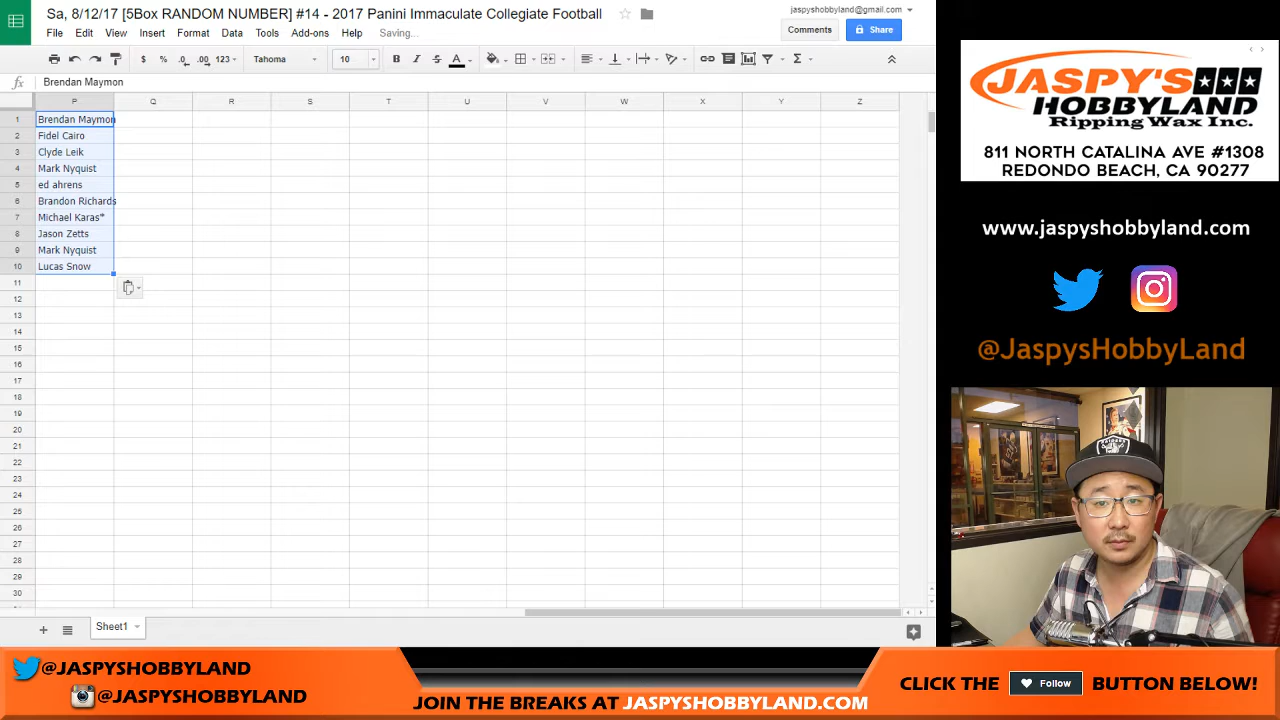 Sa, 8/12/17 [5Box RANDOM NUMBER] #14 - 2017 Panini Immaculate Collegiate Football
jaspyshobbyland@gmail.com
File Edit View Insert Format Data Tools Add-ons Help Saving...
Comments
Share
$ % .0 .00 123 Tahoma 10 B I S A Σ
fx Brendan Maymon
P Q R S T U V W X Y Z
1 Brendan Maymon
2 Fidel Cairo
3 Clyde Leik
4 Mark Nyquist
5 ed ahrens
6 Brandon Richards
7 Michael Karas*
8 Jason Zetts
9 Mark Nyquist
10 Lucas Snow
11
12
13
14
15
16
17
18
19
20
21
22
23
24
25
26
27
28
29
30
Sheet1
JASPY'S
HOBBYLAND
Ripping Wax Inc.
811 NORTH CATALINA AVE #1308
REDONDO BEACH, CA 90277
www.jaspyshobbyland.com
@JaspysHobbyLand
@JASPYSHOBBYLAND
@JASPYSHOBBYLAND
JOIN THE BREAKS AT JASPYSHOBBYLAND.COM
CLICK THE Follow BUTTON BELOW!